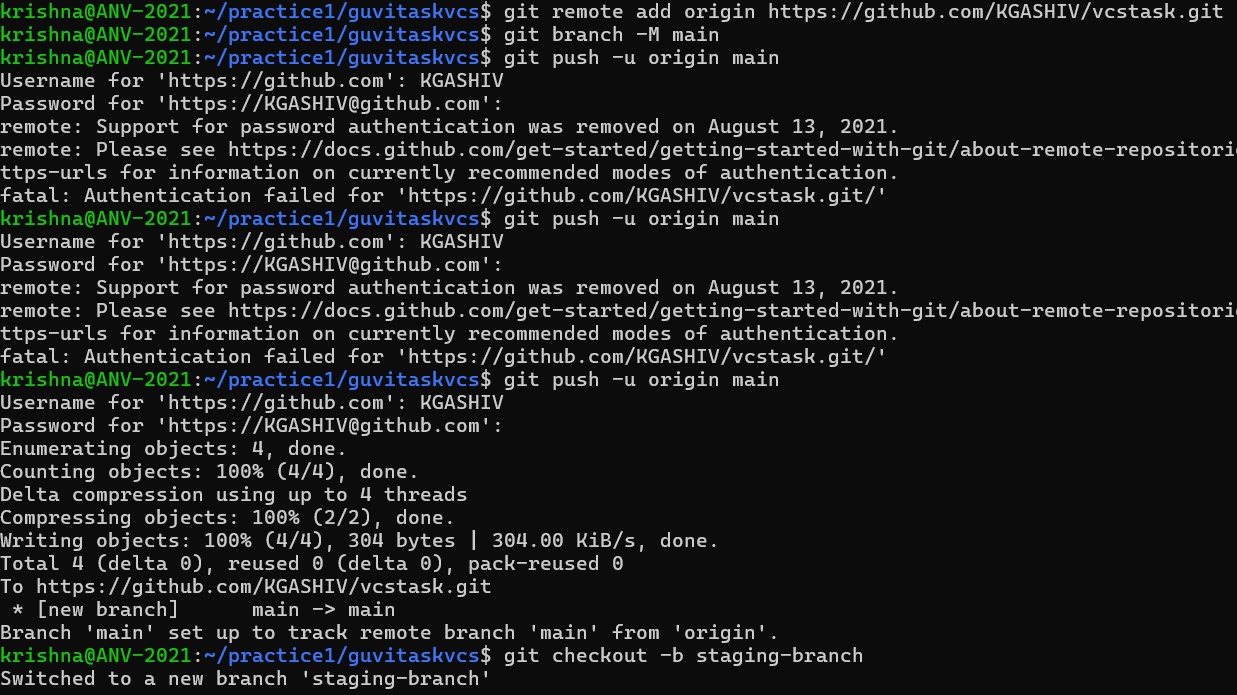 krishna@ANV-2021:~/practice1/guvitaskvcs$ git remote add origin https://github.com/KGASHIV/vcstask.git
krishna@ANV-2021:~/practice1/guvitaskvcs$ git branch -M main
krishna@ANV-2021:~/practice1/guvitaskvcs$ git push -u origin main
Username for 'https://github.com': KGASHIV
Password for 'https://KGASHIV@github.com':
remote: Support for password authentication was removed on August 13, 2021.
remote: Please see https://docs.github.com/get-started/getting-started-with-git/about-remote-repositorie
ttps-urls for information on currently recommended modes of authentication.
fatal: Authentication failed for 'https://github.com/KGASHIV/vcstask.git/'
krishna@ANV-2021:~/practice1/guvitaskvcs$ git push -u origin main
Username for 'https://github.com': KGASHIV
Password for 'https://KGASHIV@github.com':
remote: Support for password authentication was removed on August 13, 2021.
remote: Please see https://docs.github.com/get-started/getting-started-with-git/about-remote-repositorie
ttps-urls for information on currently recommended modes of authentication.
fatal: Authentication failed for 'https://github.com/KGASHIV/vcstask.git/'
krishna@ANV-2021:~/practice1/guvitaskvcs$ git push -u origin main
Username for 'https://github.com': KGASHIV
Password for 'https://KGASHIV@github.com':
Enumerating objects: 4, done.
Counting objects: 100% (4/4), done.
Delta compression using up to 4 threads
Compressing objects: 100% (2/2), done.
Writing objects: 100% (4/4), 304 bytes | 304.00 KiB/s, done.
Total 4 (delta 0), reused 0 (delta 0), pack-reused 0
To https://github.com/KGASHIV/vcstask.git
 * [new branch]      main -> main
Branch 'main' set up to track remote branch 'main' from 'origin'.
krishna@ANV-2021:~/practice1/guvitaskvcs$ git checkout -b staging-branch
Switched to a new branch 'staging-branch'